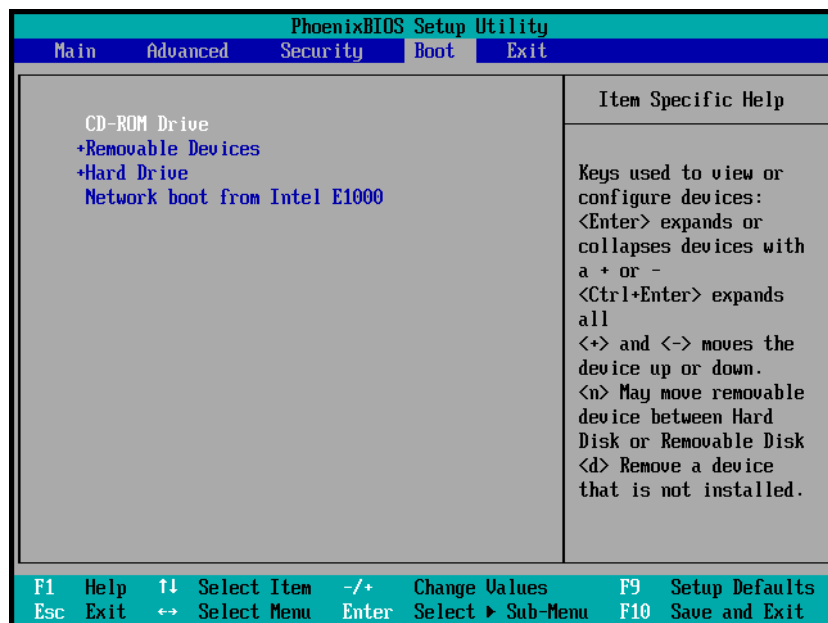 PhoenixBIOS Setup Utility
Main Advanced Security Boot Exit
CD-ROM Drive
+Removable Devices
+Hard Drive
Network boot from Intel E1000
Item Specific Help
Keys used to view or
configure devices:
<Enter> expands or
collapses devices with
a + or -
<Ctrl+Enter> expands
all
<+> and <-> moves the
device up or down.
<n> May move removable
device between Hard
Disk or Removable Disk
<d> Remove a device
that is not installed.
F1 Help ↑↓ Select Item -/+ Change Values F9 Setup Defaults
Esc Exit ↔ Select Menu Enter Select ▶ Sub-Menu F10 Save and Exit